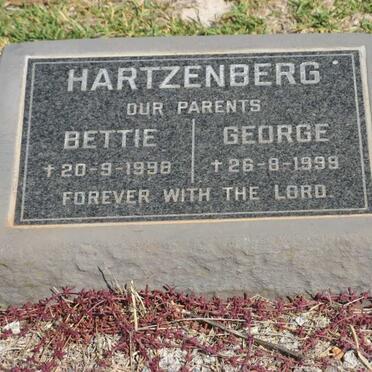 HARTZENBERG
OUR PARENTS
BETTIE GEORGE
†20-9-1998 †26-8-1999
FOREVER WITH THE LORD